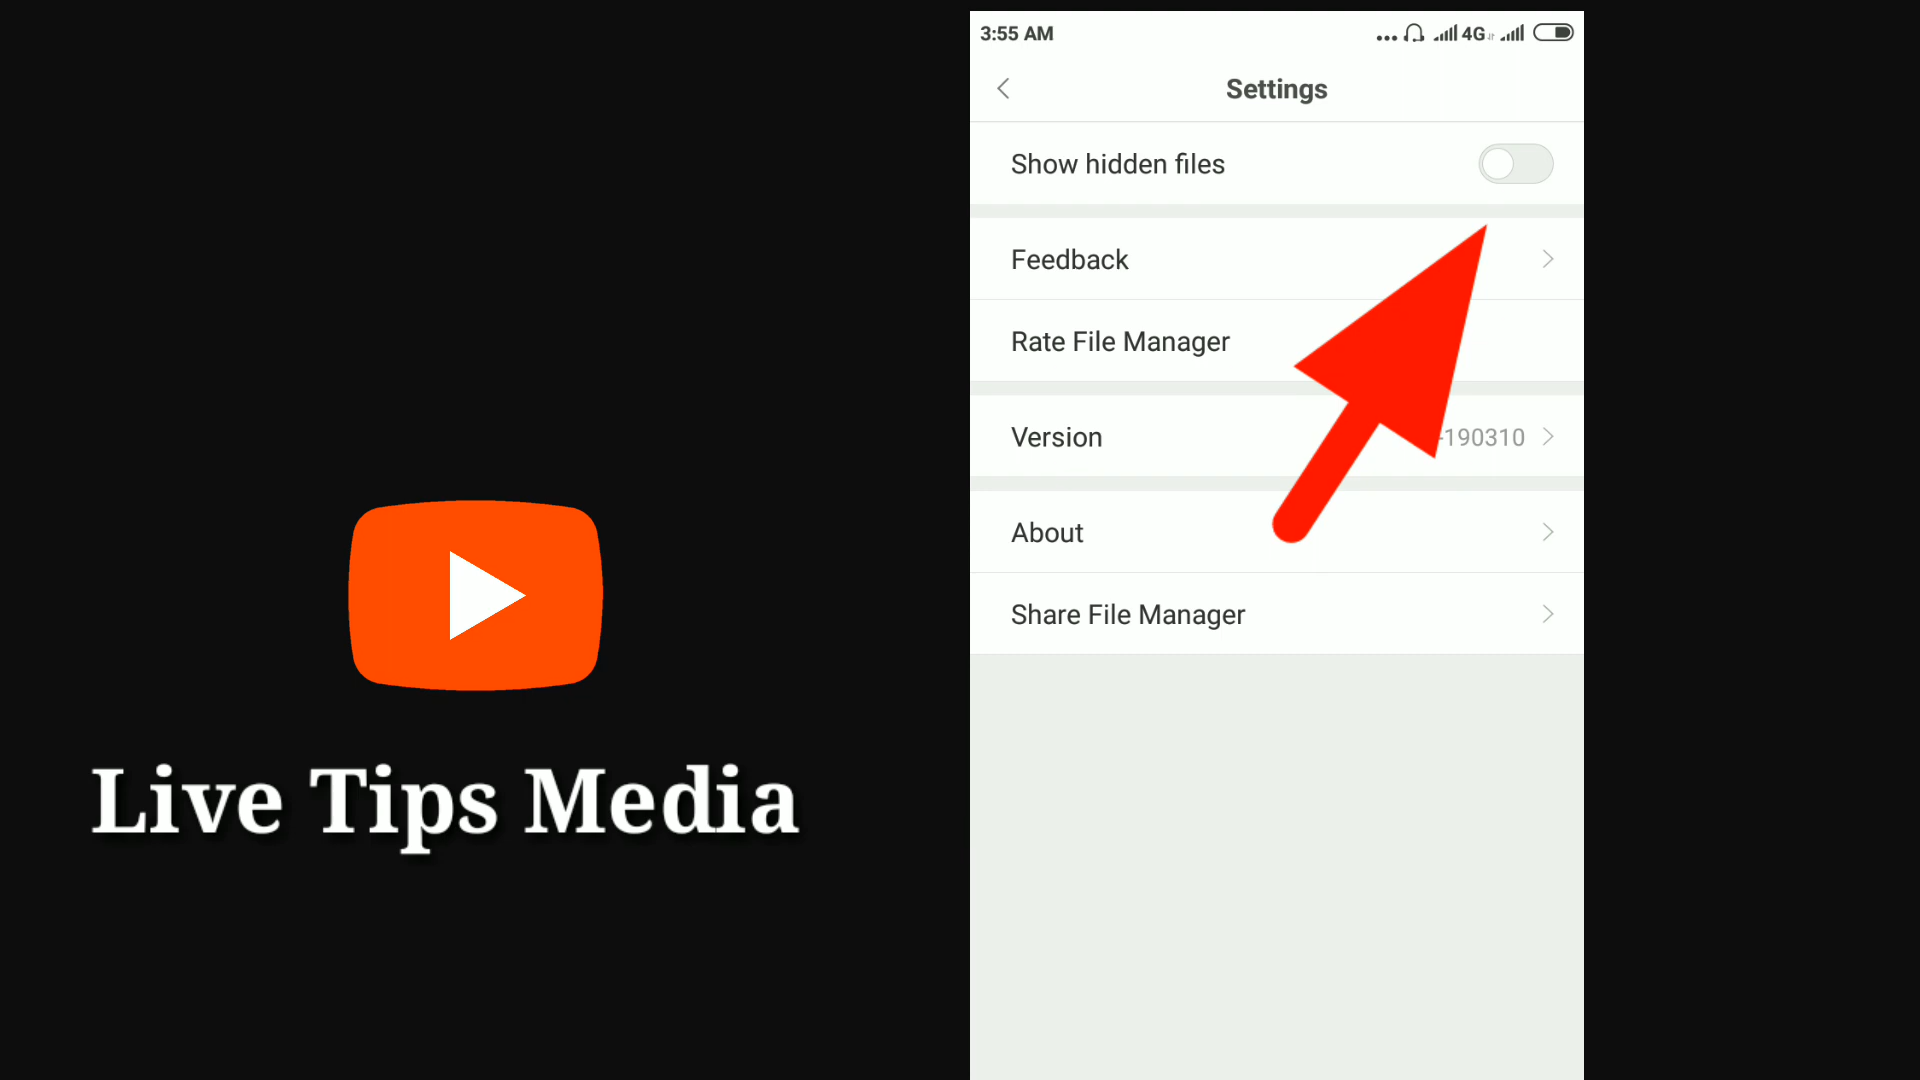 3:55 AM
4G
Settings
Show hidden files
Feedback
Rate File Manager
Version
-190310
About
Share File Manager
Live Tips Media